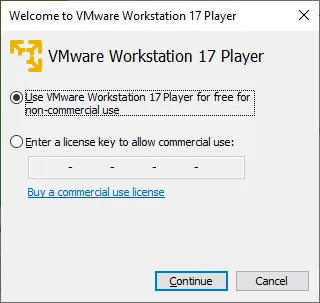 Welcome to VMware Workstation 17 Player
VMware Workstation 17 Player
Use VMware Workstation 17 Player for free for
non-commercial use
Enter a license key to allow commercial use:
- - - -
Buy a commercial use license
Continue
Cancel